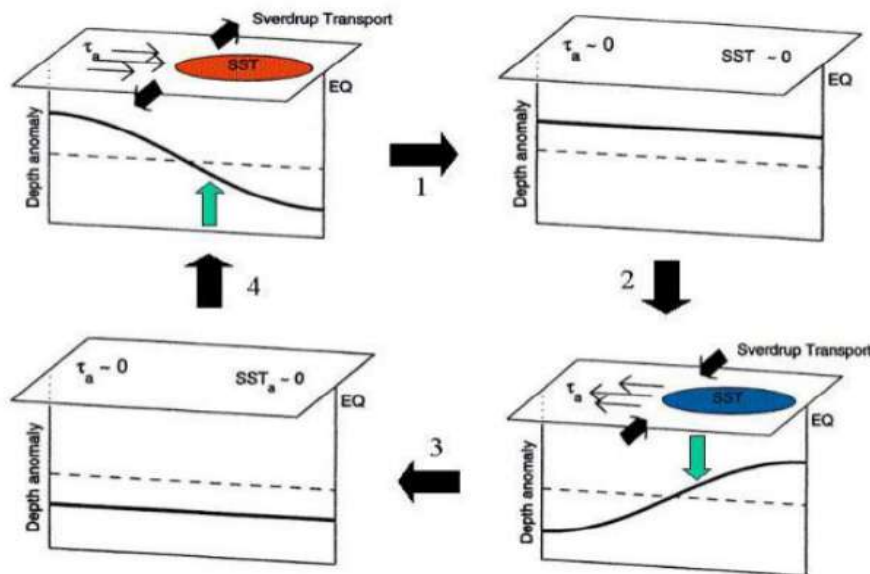 Sverdrup Transport
τa
SST
EQ
Depth anomaly
1
τa ~ 0
SST ~ 0
EQ
Depth anomaly
4
2
τa ~ 0
SSTa ~ 0
EQ
Depth anomaly
3
Sverdrup Transport
τa
SST
EQ
Depth anomaly